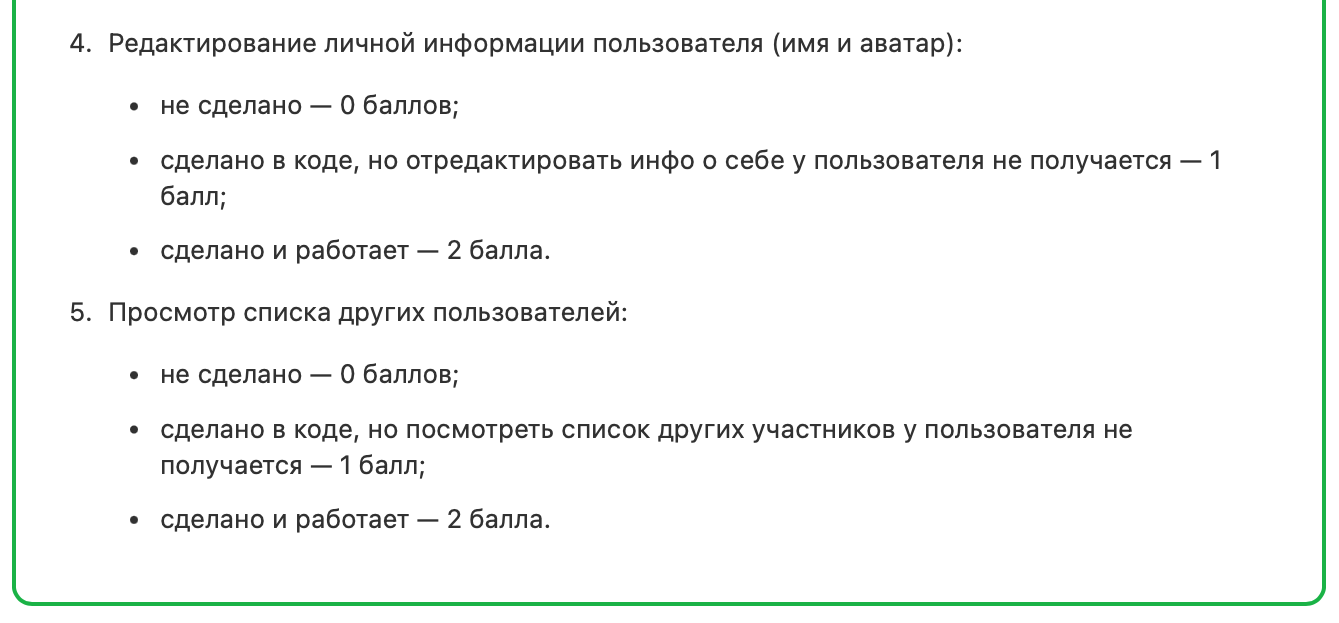 4. Редактирование личной информации пользователя (имя и аватар):
• не сделано — 0 баллов;
• сделано в коде, но отредактировать инфо о себе у пользователя не получается — 1
балл;
• сделано и работает — 2 балла.
5. Просмотр списка других пользователей:
• не сделано — 0 баллов;
• сделано в коде, но посмотреть список других участников у пользователя не
получается — 1 балл;
• сделано и работает — 2 балла.